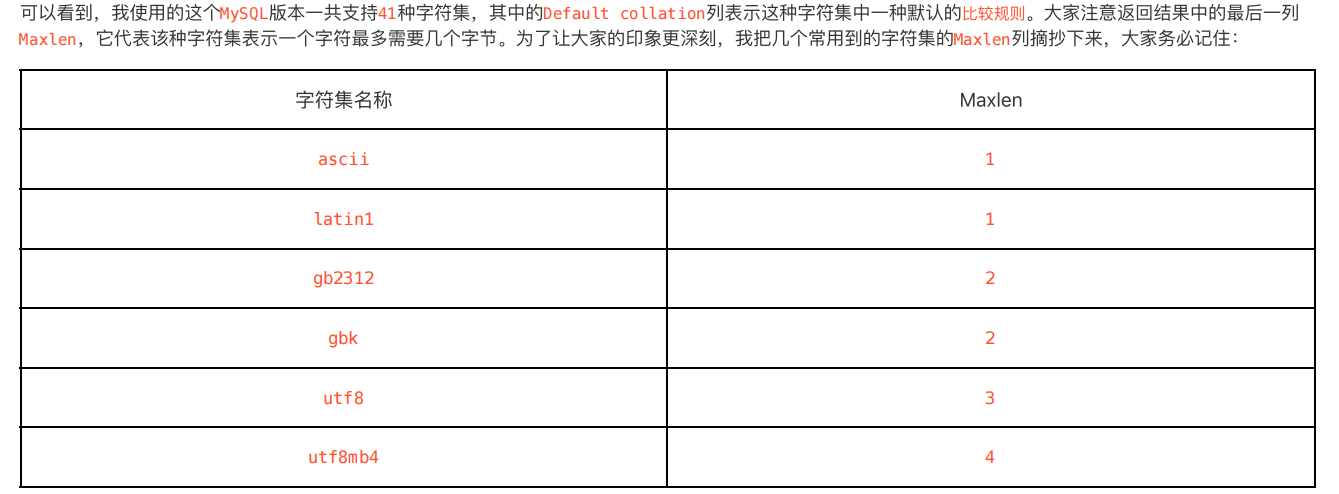 可以看到，我使用的这个MySQL版本一共支持41种字符集，其中的Default collation列表示这种字符集中一种默认的比较规则。大家注意返回结果中的最后一列
Maxlen，它代表该种字符集表示一个字符最多需要几个字节。为了让大家的印象更深刻，我把几个常用到的字符集的Maxlen列摘抄下来，大家务必记住：
字符集名称 Maxlen
ascii 1
latin1 1
gb2312 2
gbk 2
utf8 3
utf8mb4 4